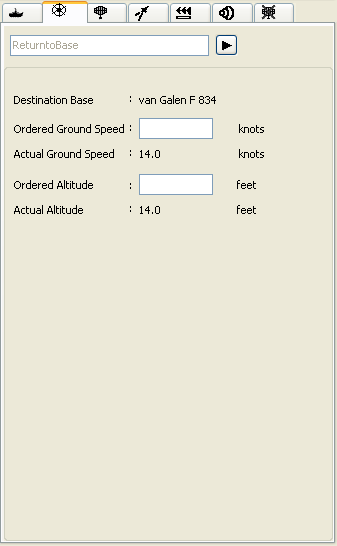 ReturntoBase
Destination Base : van Galen F 834
Ordered Ground Speed : knots
Actual Ground Speed : 14.0 knots
Ordered Altitude : feet
Actual Altitude : 14.0 feet